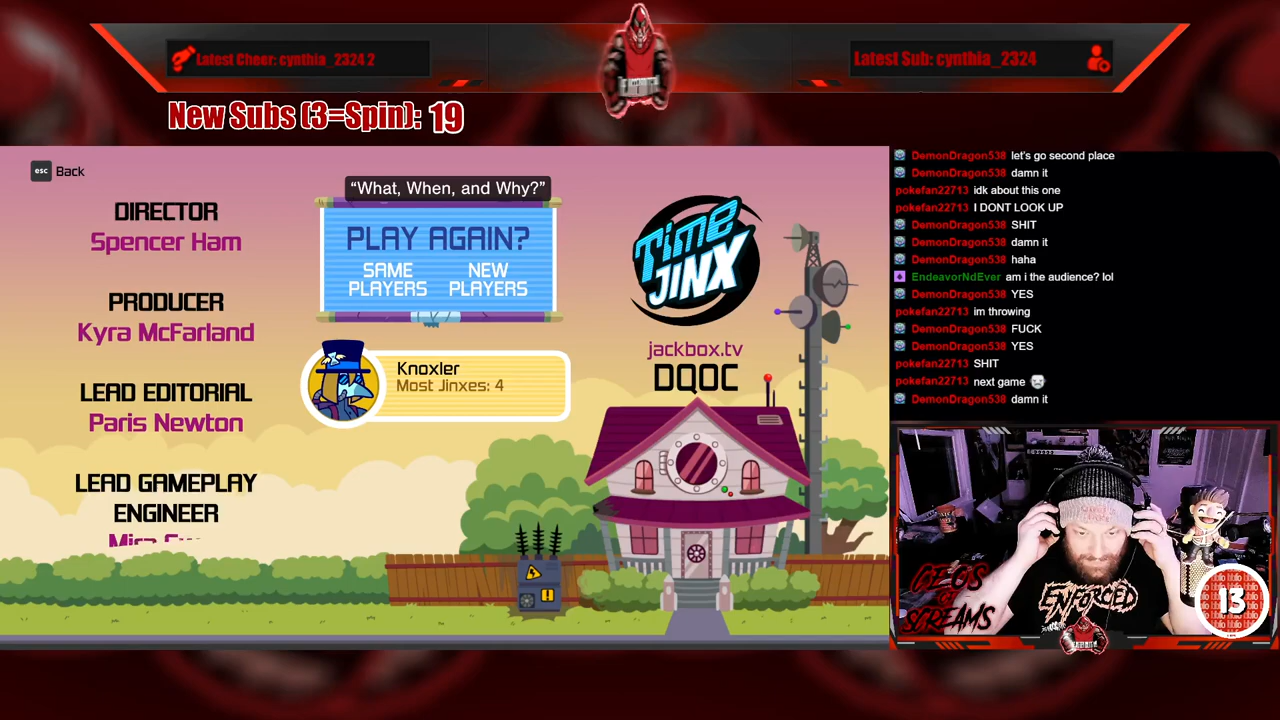 Latest Cheer: cynthia_2324 2
Latest Sub: cynthia_2324
New Subs (3=Spin): 19
esc Back
DIRECTOR
Spencer Ham
PRODUCER
Kyra McFarland
LEAD EDITORIAL
Paris Newton
LEAD GAMEPLAY
ENGINEER
“What, When, and Why?”
PLAY AGAIN?
SAME PLAYERS
NEW PLAYERS
Knoxler
Most Jinxes: 4
TIME
JINX
jackbox.tv
DQOC
DemonDragon538 let's go second place
DemonDragon538 damn it
pokefan22713 idk about this one
pokefan22713 I DONT LOOK UP
DemonDragon538 SHIT
DemonDragon538 damn it
DemonDragon538 haha
EndeavorNdEver am i the audience? lol
DemonDragon538 YES
pokefan22713 im throwing
DemonDragon538 FUCK
DemonDragon538 YES
pokefan22713 SHIT
pokefan22713 next game
DemonDragon538 damn it
ENFORCED
SCREAMS
13